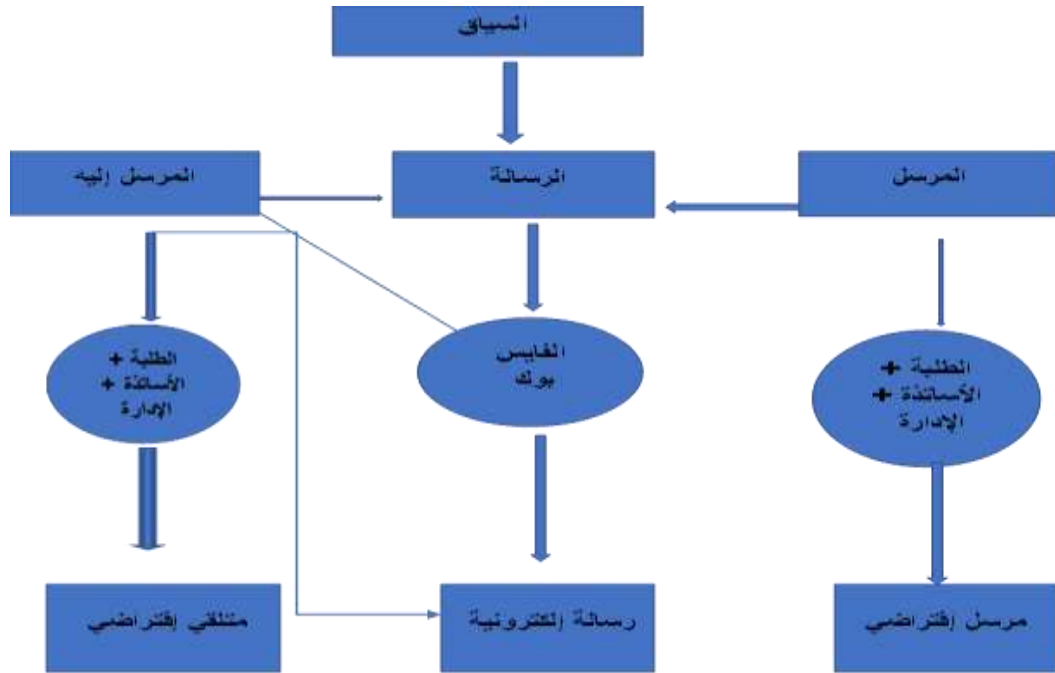 السياق
المرسل
الرسالة
المرسل إليه
الطلبة +
الأساتذة +
الإدارة
الفايس
بوك
الطلبة +
الأساتذة +
الإدارة
مرسل إفتراضي
رسالة إلكترونية
متلقي إفتراضي